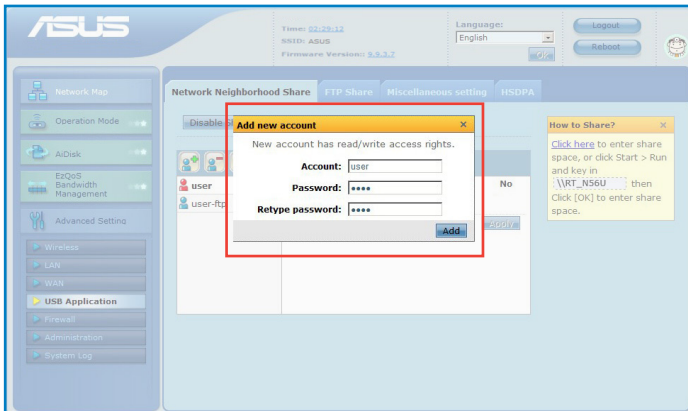 ASUS
Time: 02:29:12
SSID: ASUS
Firmware Version: 9.9.3.7
Language:
English
OK
Logout
Reboot
Network Map
Operation Mode
AiDisk
EzQoS
Bandwidth
Management
Advanced Setting
Wireless
LAN
WAN
USB Application
Firewall
Administration
System Log
Network Neighborhood Share
FTP Share
Miscellaneous setting
HSDPA
Disable
user
user-ftp
No
Apply
Add new account
×
New account has read/write access rights.
Account: user
Password: ••••
Retype password: ••••
Add
How to Share?
×
Click here to enter share
space, or click Start > Run
and key in
\\RT_N56U then
Click [OK] to enter share
space.